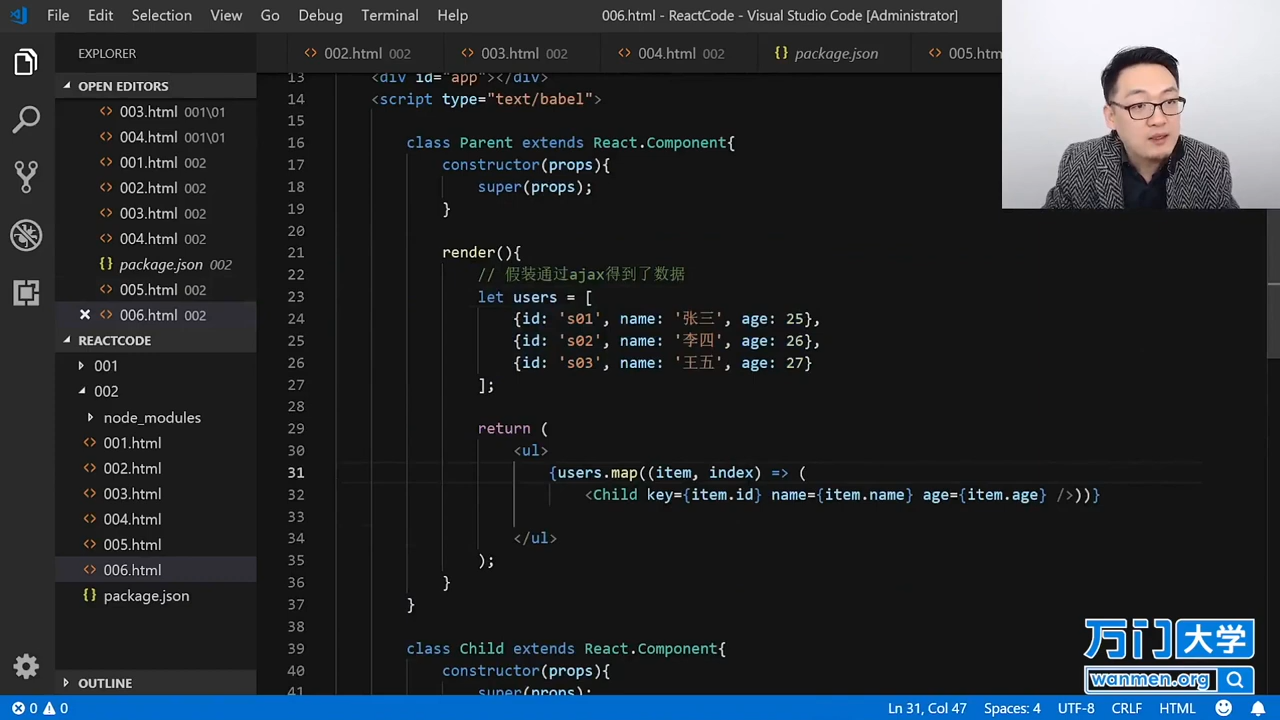 File Edit Selection View Go Debug Terminal Help 006.html - ReactCode - Visual Studio Code [Administrator]
EXPLORER
002.html 002 003.html 002 004.html 002 package.json 005.htm
OPEN EDITORS
003.html 001\01
004.html 001\01
001.html 002
002.html 002
003.html 002
004.html 002
package.json 002
005.html 002
006.html 002
REACTCODE
001
002
node_modules
001.html
002.html
003.html
004.html
005.html
006.html
package.json
OUTLINE
13 <div id="app"></div>
14 <script type="text/babel">
15
16 class Parent extends React.Component{
17 constructor(props){
18 super(props);
19 }
20
21 render(){
22 // 假装通过ajax得到了数据
23 let users = [
24 {id: 's01', name: '张三', age: 25},
25 {id: 's02', name: '李四', age: 26},
26 {id: 's03', name: '王五', age: 27}
27 ];
28
29 return (
30 <ul>
31 {users.map((item, index) => (
32 <Child key={item.id} name={item.name} age={item.age} />))}
33
34 </ul>
35 );
36 }
37 }
38
39 class Child extends React.Component{
40 constructor(props){
41 super(props);
万门大学
wanmen.org
0 0 Ln 31, Col 47 Spaces: 4 UTF-8 CRLF HTML